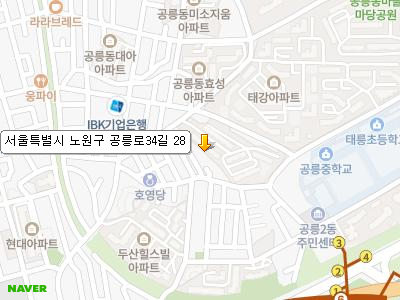 라라브레드
공릉동미소지움
아파트
마당공원
공릉동대아
아파트
웅파이
공릉동효성
아파트
태강아파트
IBK기업은행
서울특별시 노원구 공릉로34길 28
태릉초등학교
공릉중학교
호영당
현대아파트
두산힐스빌
아파트
공릉2동
주민센터
3
4
2
1
NAVER